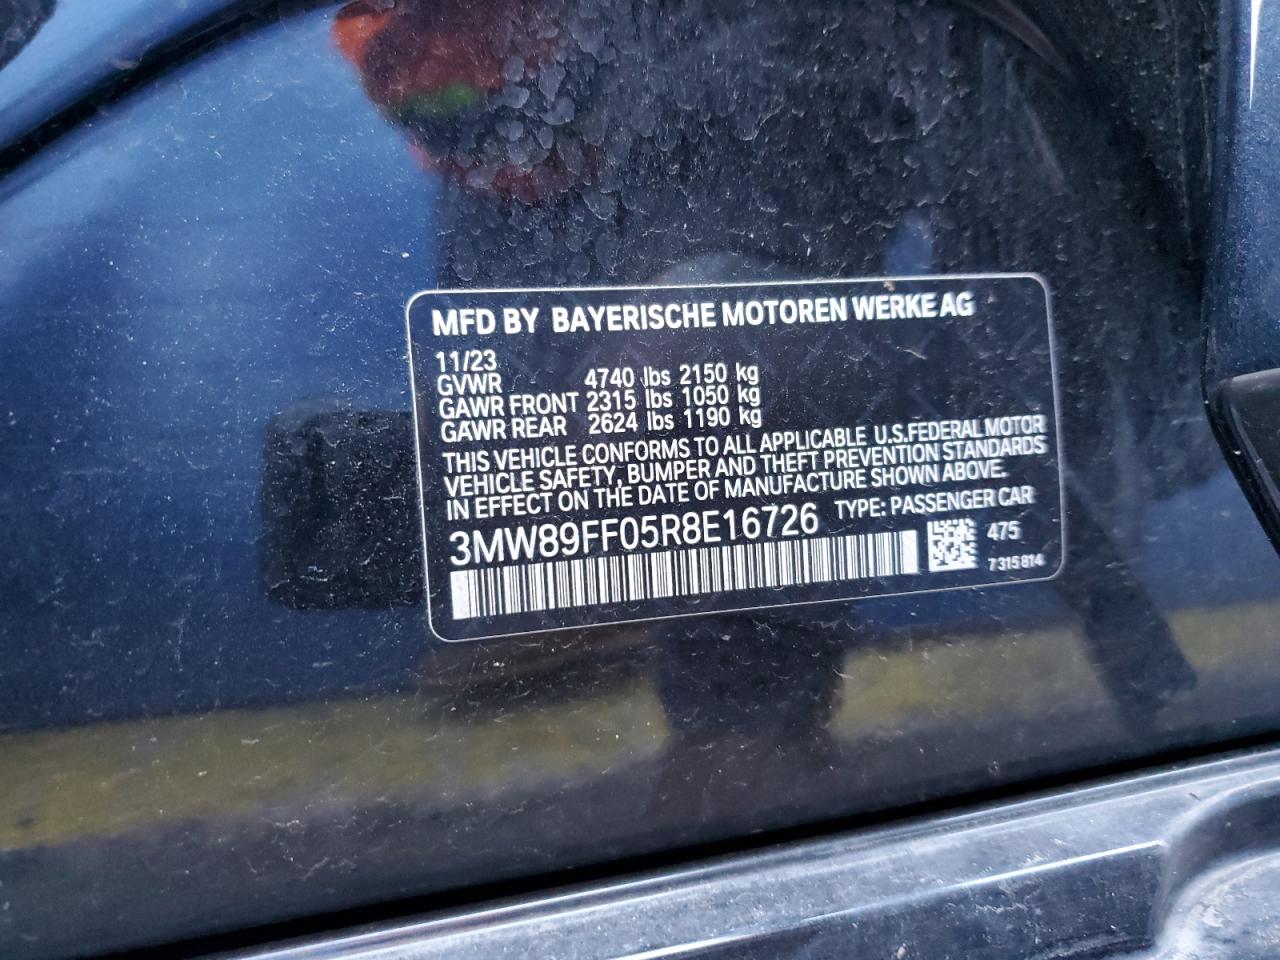 MFD BY BAYERISCHE MOTOREN WERKE AG
11/23
GVWR 4740 lbs 2150 kg
GAWR FRONT 2315 lbs 1050 kg
GAWR REAR 2624 lbs 1190 kg
THIS VEHICLE CONFORMS TO ALL APPLICABLE U.S.FEDERAL MOTOR
VEHICLE SAFETY, BUMPER AND THEFT PREVENTION STANDARDS
IN EFFECT ON THE DATE OF MANUFACTURE SHOWN ABOVE.
3MW89FF05R8E16726 TYPE: PASSENGER CAR
475
7315814